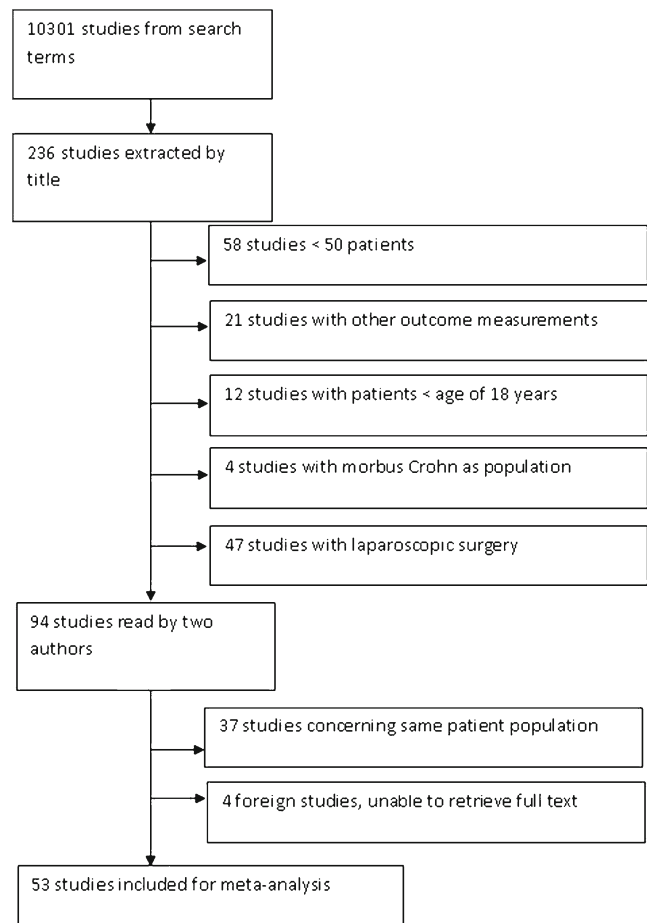 10301 studies from search
terms
236 studies extracted by
title
58 studies < 50 patients
21 studies with other outcome measurements
12 studies with patients < age of 18 years
4 studies with morbus Crohn as population
47 studies with laparoscopic surgery
94 studies read by two
authors
37 studies concerning same patient population
4 foreign studies, unable to retrieve full text
53 studies included for meta-analysis